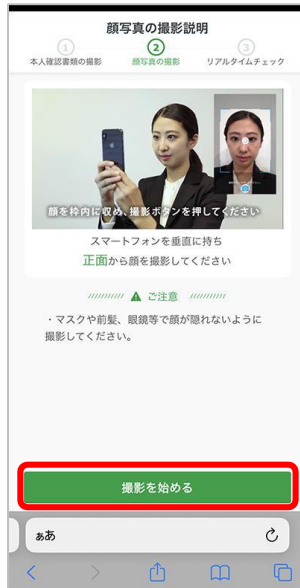 顔写真の撮影説明
1
2
3
本人確認書類の撮影
顔写真の撮影
リアルタイムチェック
顔を枠内に収め、撮影ボタンを押してください
スマートフォンを垂直に持ち
正面から顔を撮影してください
ご注意
・マスクや前髪、眼鏡等で顔が隠れないように
撮影してください。
撮影を始める
ぁあ